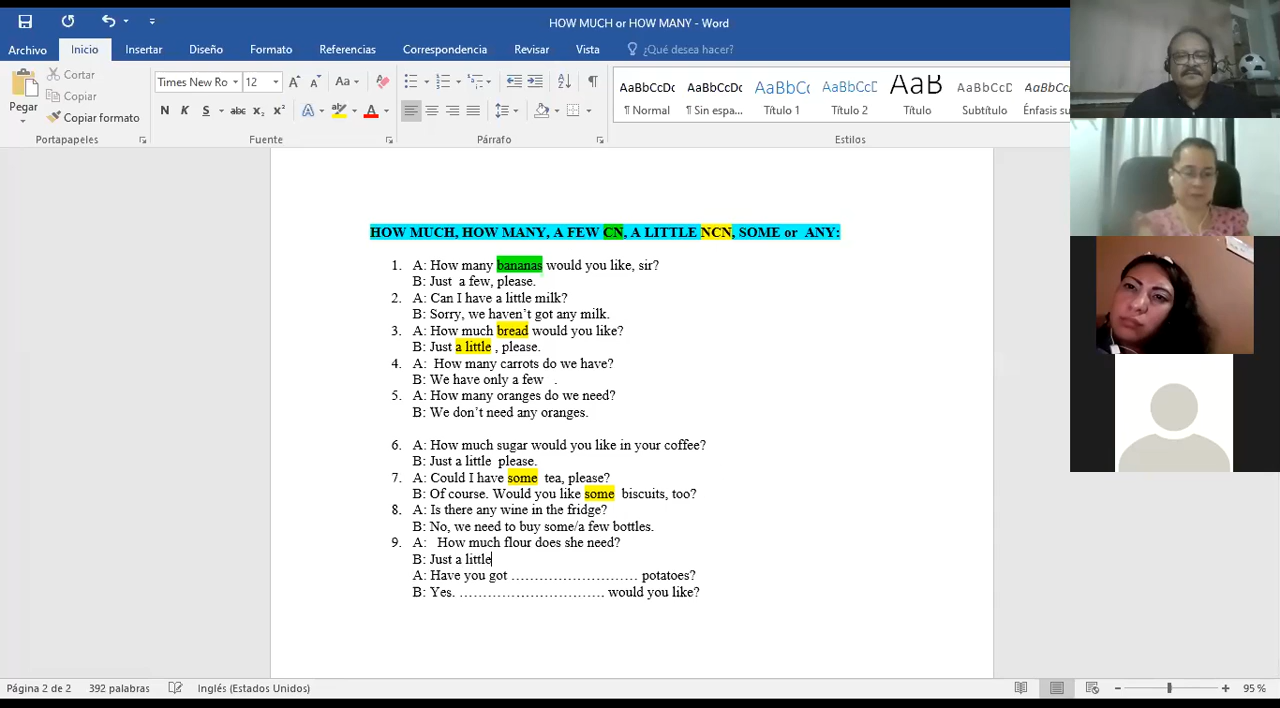 HOW MUCH or HOW MANY - Word
Archivo Inicio Insertar Diseño Formato Referencias Correspondencia Revisar Vista ¿Qué desea hacer?
Pegar
Cortar
Copiar
Copiar formato
Times New Ro 12
AaBbCcDc AaBbCcDc AaBbCc AaBbCcD AaB AaBbCcD AaBbCcDc
¶ Normal ¶ Sin espa... Título 1 Título 2 Título Subtítulo Énfasis su
Portapapeles Fuente Párrafo Estilos
HOW MUCH, HOW MANY, A FEW CN, A LITTLE NCN, SOME or ANY:
1. A: How many bananas would you like, sir?
B: Just a few, please.
2. A: Can I have a little milk?
B: Sorry, we haven’t got any milk.
3. A: How much bread would you like?
B: Just a little , please.
4. A: How many carrots do we have?
B: We have only a few .
5. A: How many oranges do we need?
B: We don’t need any oranges.
6. A: How much sugar would you like in your coffee?
B: Just a little please.
7. A: Could I have some tea, please?
B: Of course. Would you like some biscuits, too?
8. A: Is there any wine in the fridge?
B: No, we need to buy some/a few bottles.
9. A: How much flour does she need?
B: Just a little
A: Have you got ……………………… potatoes?
B: Yes. ………………………… would you like?
Página 2 de 2 392 palabras Inglés (Estados Unidos) 95 %